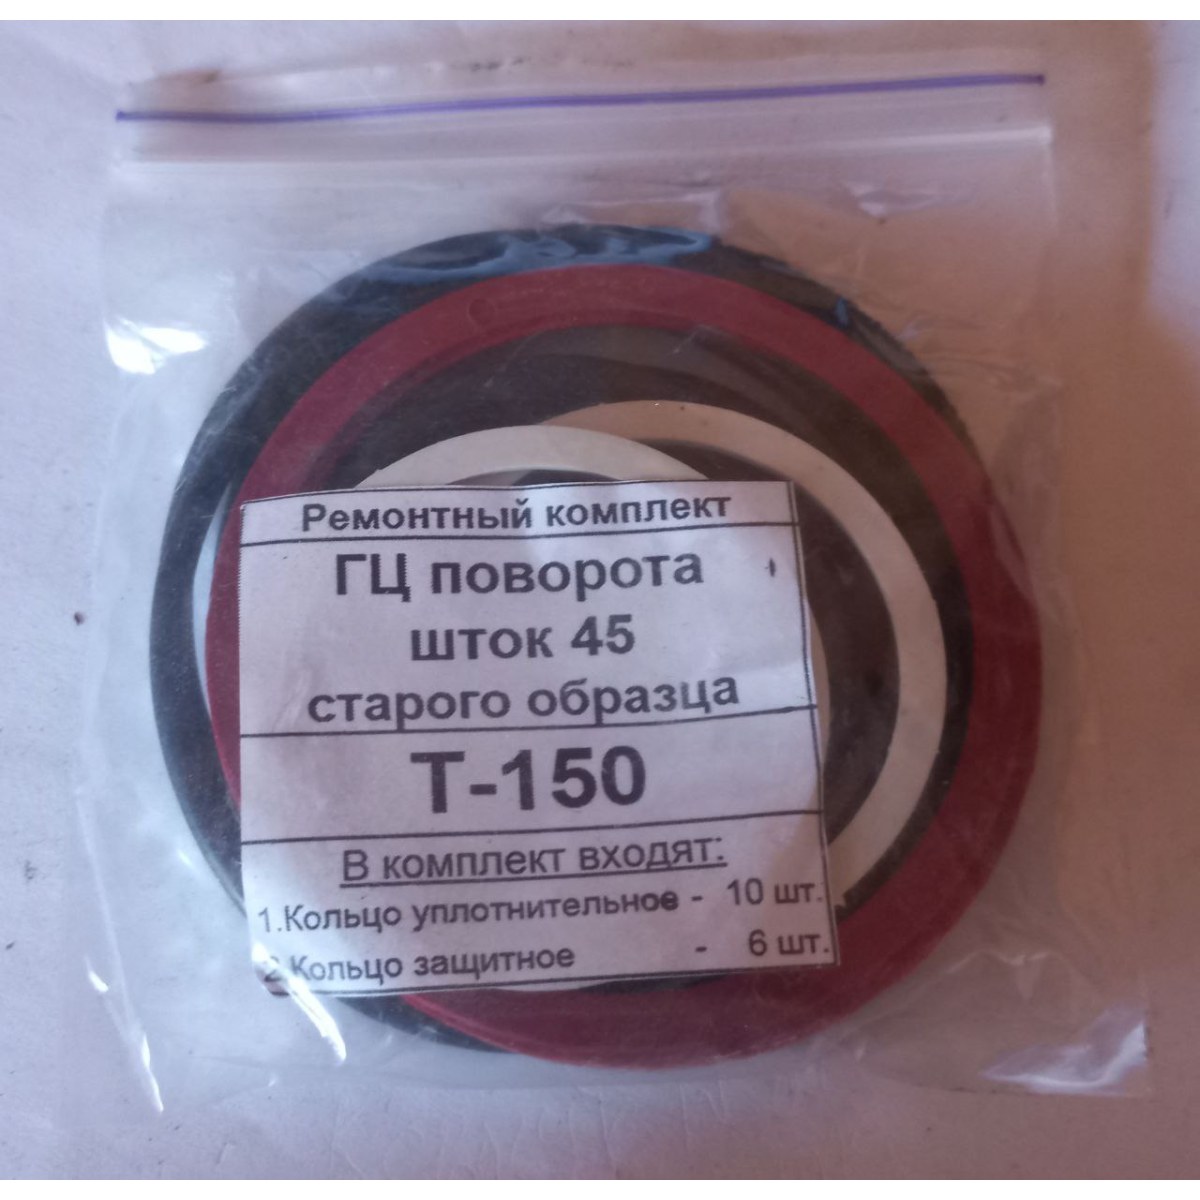 Ремонтный комплект
ГЦ поворота
шток 45
старого образца
Т-150
В комплект входят:
1.Кольцо уплотнительное - 10 шт.
2.Кольцо защитное - 6 шт.